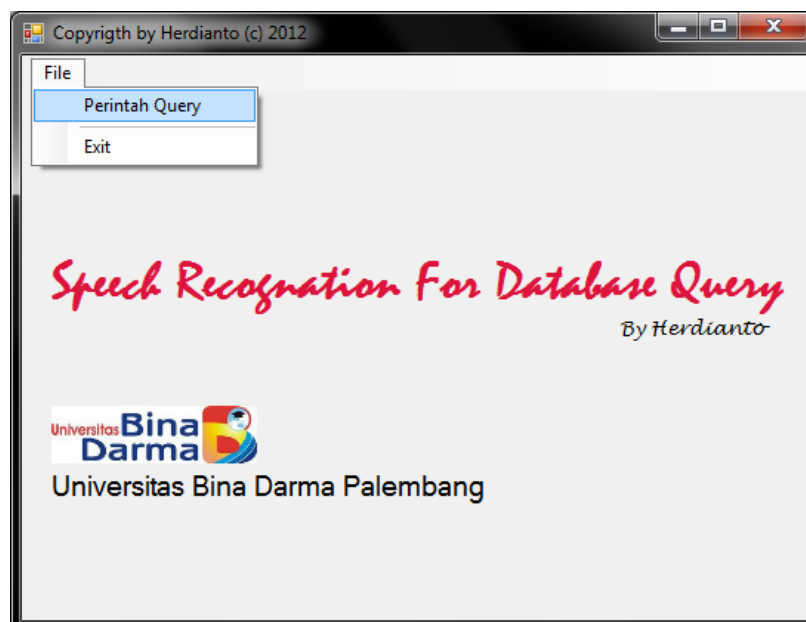 Copyrigth by Herdianto (c) 2012
File
Perintah Query
Exit
Speech Recognation For Database Query
By Herdianto
Universitas Bina
Darma
Universitas Bina Darma Palembang